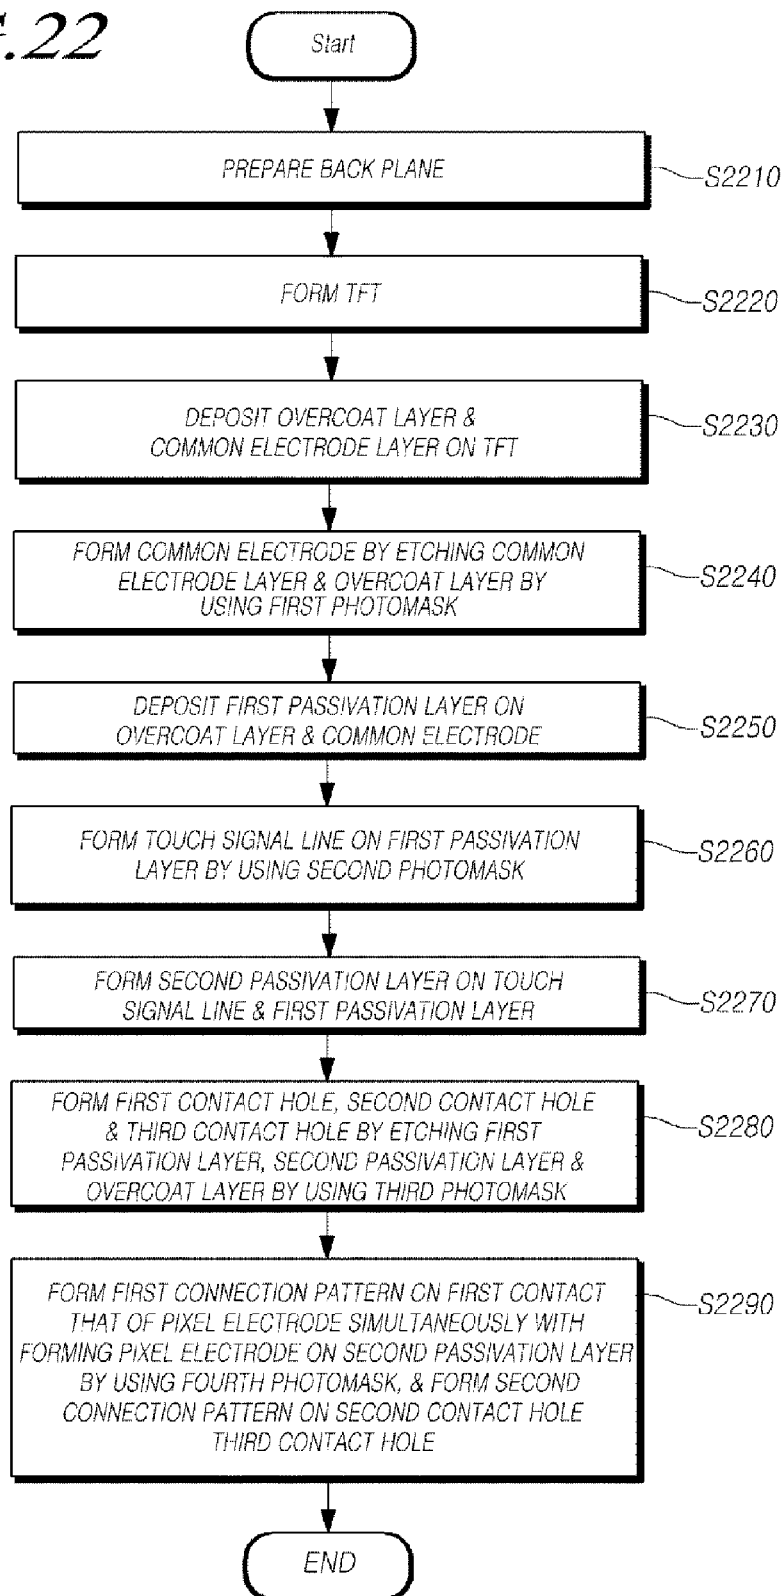 .22
Start
PREPARE BACK PLANE
S2210
FORM TFT
S2220
DEPOSIT OVERCOAT LAYER &
COMMON ELECTRODE LAYER ON TFT
S2230
FORM COMMON ELECTRODE BY ETCHING COMMON
ELECTRODE LAYER & OVERCOAT LAYER BY
USING FIRST PHOTOMASK
S2240
DEPOSIT FIRST PASSIVATION LAYER ON
OVERCOAT LAYER & COMMON ELECTRODE
S2250
FORM TOUCH SIGNAL LINE ON FIRST PASSIVATION
LAYER BY USING SECOND PHOTOMASK
S2260
FORM SECOND PASSIVATION LAYER ON TOUCH
SIGNAL LINE & FIRST PASSIVATION LAYER
S2270
FORM FIRST CONTACT HOLE, SECOND CONTACT HOLE
& THIRD CONTACT HOLE BY ETCHING FIRST
PASSIVATION LAYER, SECOND PASSIVATION LAYER &
OVERCOAT LAYER BY USING THIRD PHOTOMASK
S2280
FORM FIRST CONNECTION PATTERN ON FIRST CONTACT
THAT OF PIXEL ELECTRODE SIMULTANEOUSLY WITH
FORMING PIXEL ELECTRODE ON SECOND PASSIVATION LAYER
BY USING FOURTH PHOTOMASK, & FORM SECOND
CONNECTION PATTERN ON SECOND CONTACT HOLE
THIRD CONTACT HOLE
S2290
END